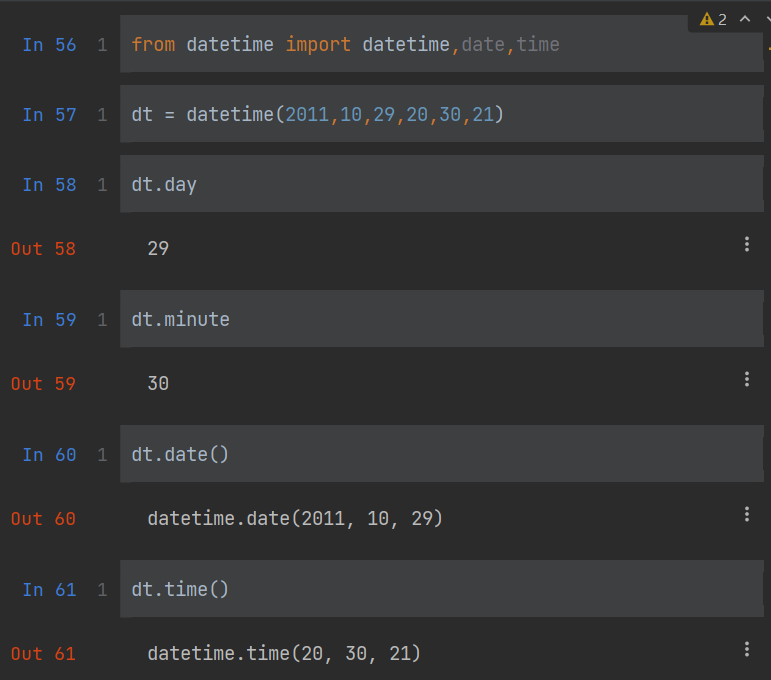 2
In 56 1 from datetime import datetime,date,time
In 57 1 dt = datetime(2011,10,29,20,30,21)
In 58 1 dt.day
Out 58 29
In 59 1 dt.minute
Out 59 30
In 60 1 dt.date()
Out 60 datetime.date(2011, 10, 29)
In 61 1 dt.time()
Out 61 datetime.time(20, 30, 21)